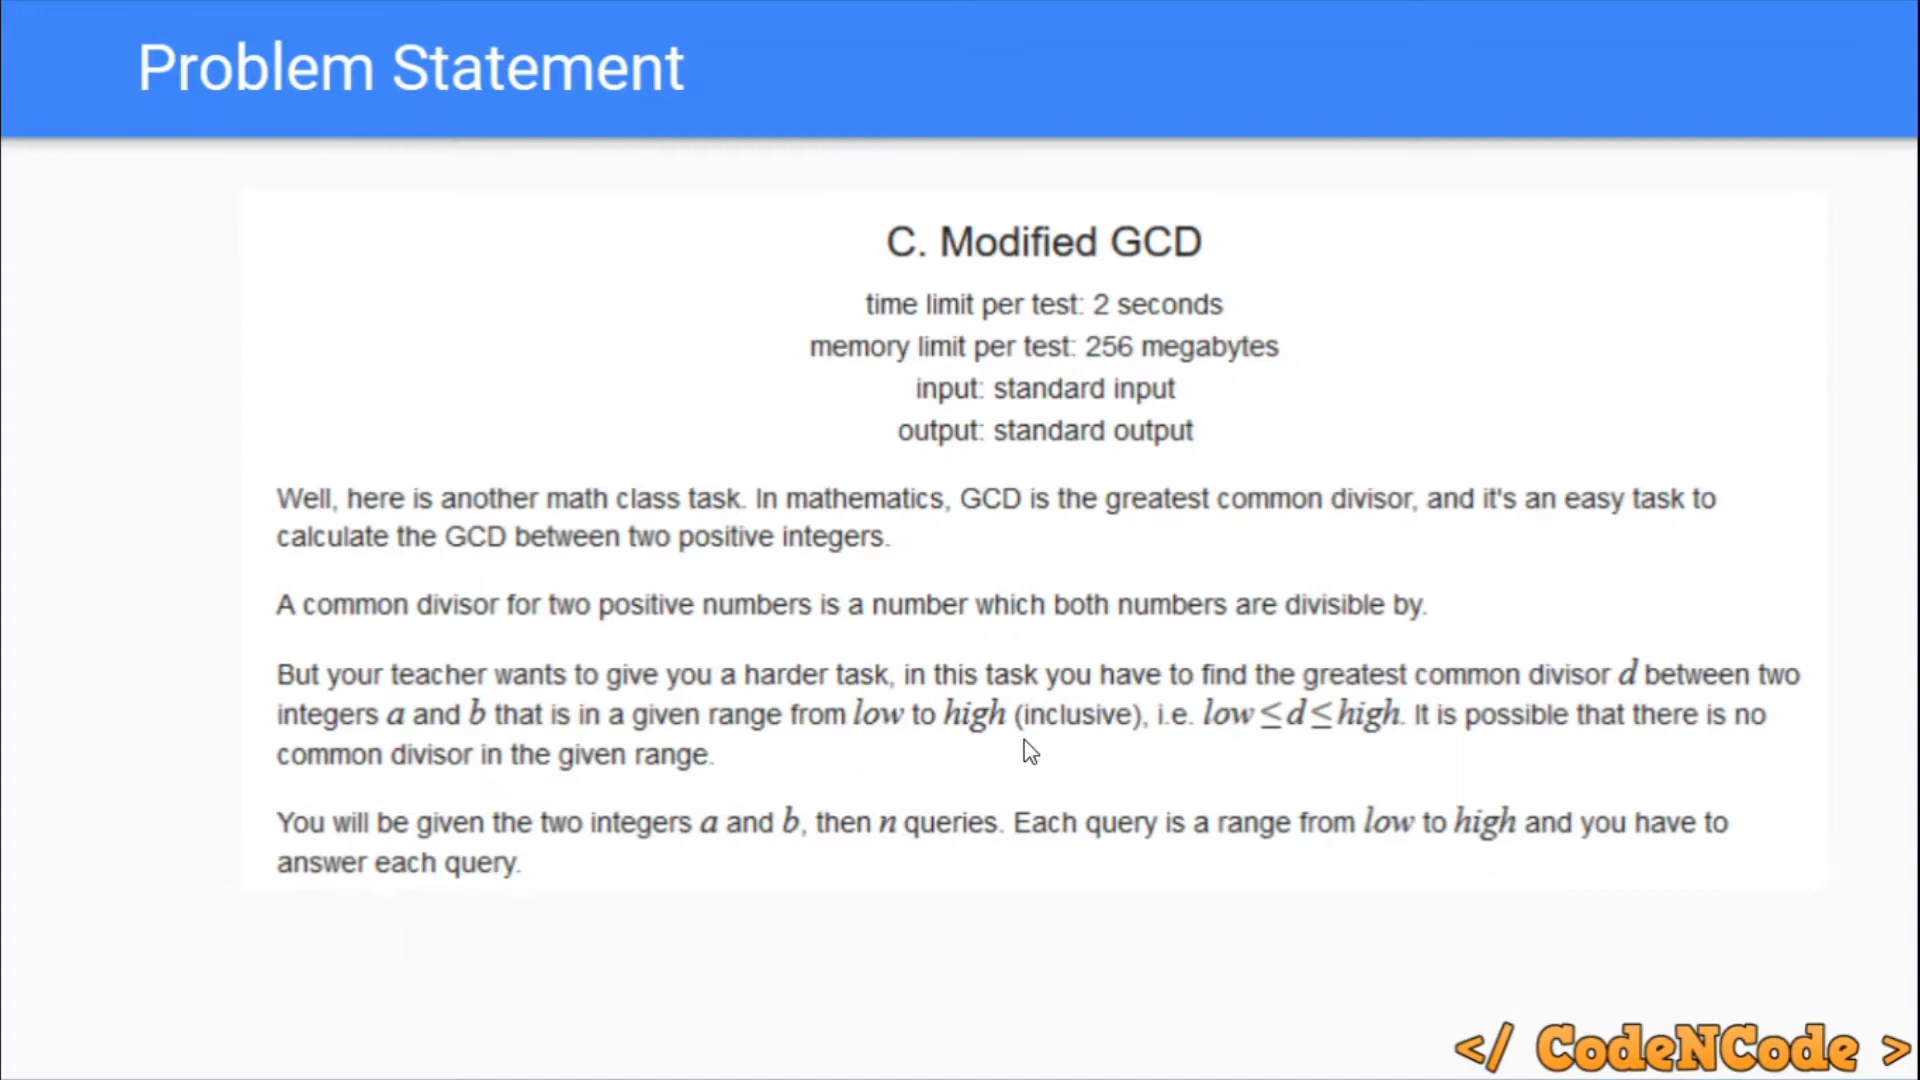 Problem Statement
C. Modified GCD
time limit per test: 2 seconds
memory limit per test: 256 megabytes
input: standard input
output: standard output
Well, here is another math class task. In mathematics, GCD is the greatest common divisor, and it's an easy task to
calculate the GCD between two positive integers.
A common divisor for two positive numbers is a number which both numbers are divisible by.
But your teacher wants to give you a harder task, in this task you have to find the greatest common divisor d between two
integers a and b that is in a given range from low to high (inclusive), i.e. low ≤ d ≤ high. It is possible that there is no
common divisor in the given range.
You will be given the two integers a and b, then n queries. Each query is a range from low to high and you have to
answer each query.
</ CodeNCode >